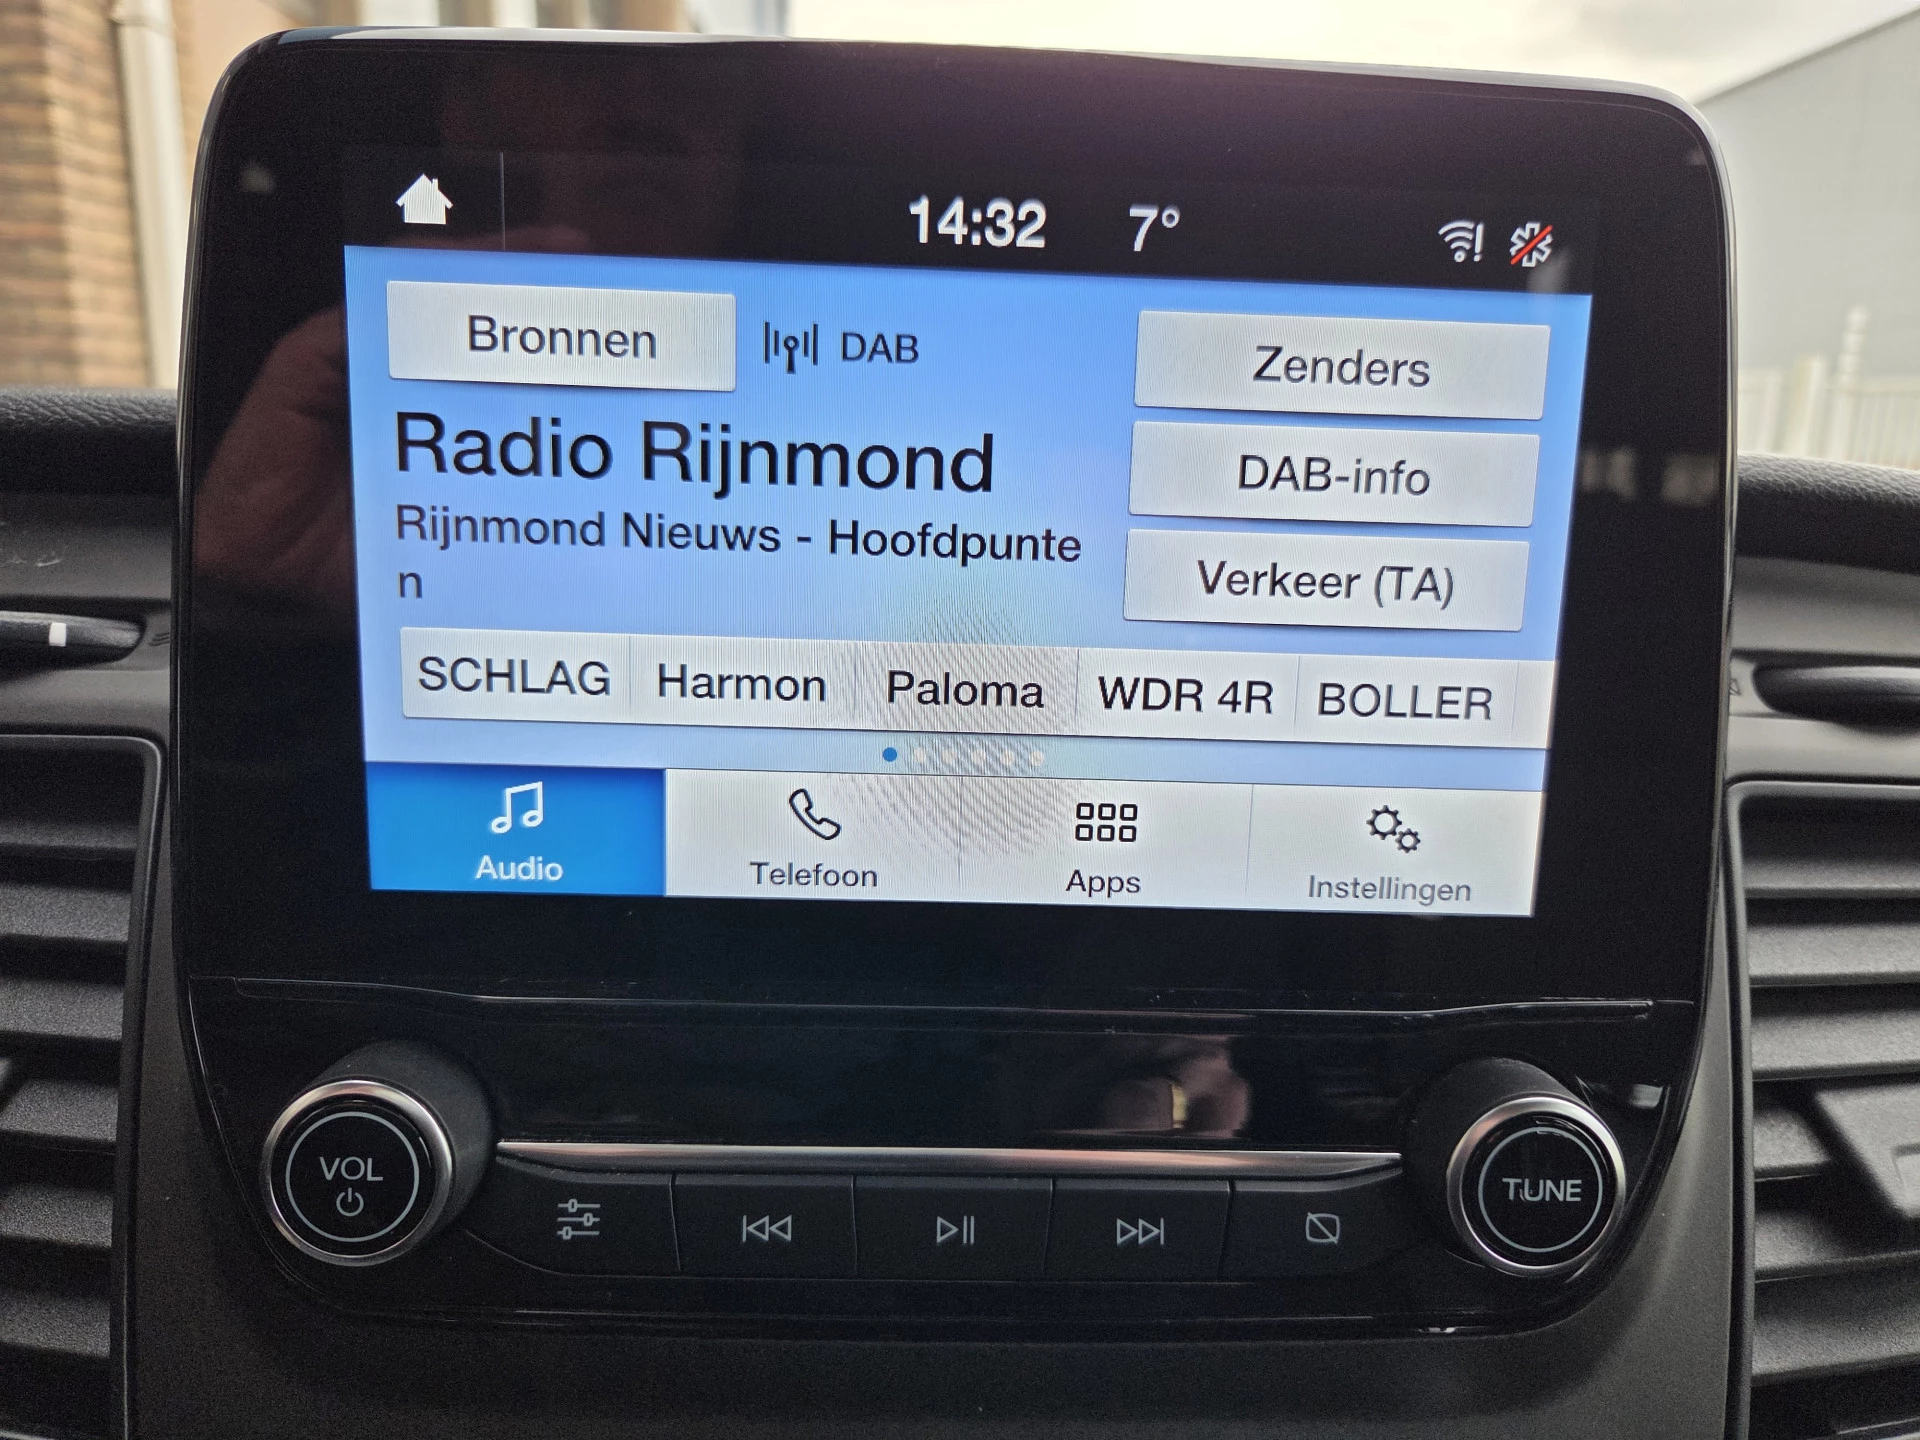 14:32 7°
Bronnen DAB Zenders
Radio Rijnmond
DAB-info
Rijnmond Nieuws - Hoofdpunte
n
Verkeer (TA)
SCHLAG Harmon Paloma WDR 4R BOLLER
Audio Telefoon Apps Instellingen
VOL TUNE